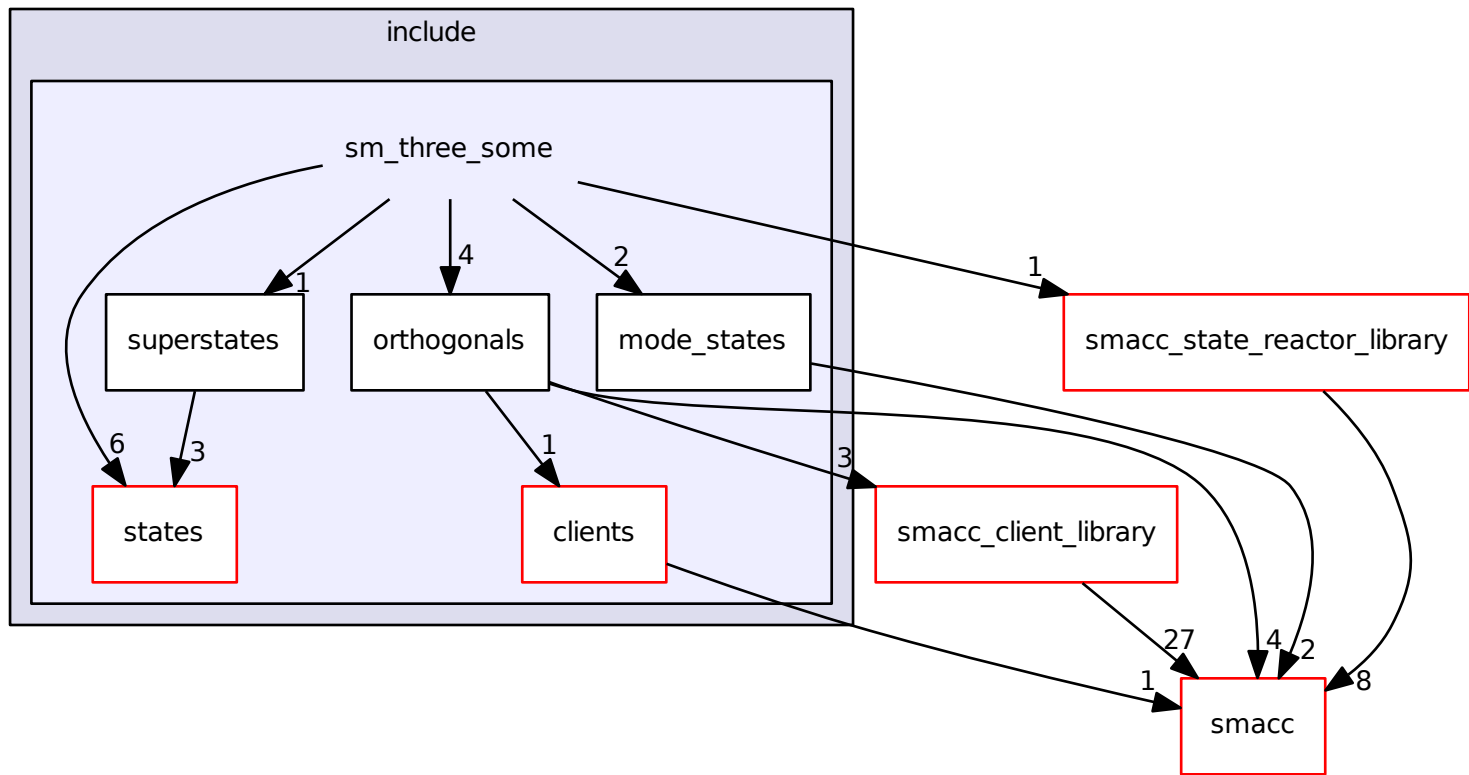 include
sm_three_some
1
4
2
1
superstates
orthogonals
mode_states
smacc_state_reactor_library
6
3
1
3
states
clients
smacc_client_library
27
4
2
1
8
smacc